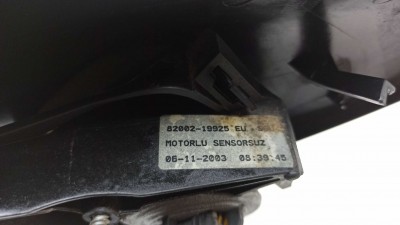 82002-19925 EU
MOTORLU SENSORSUZ
06-11-2003 05:39:45